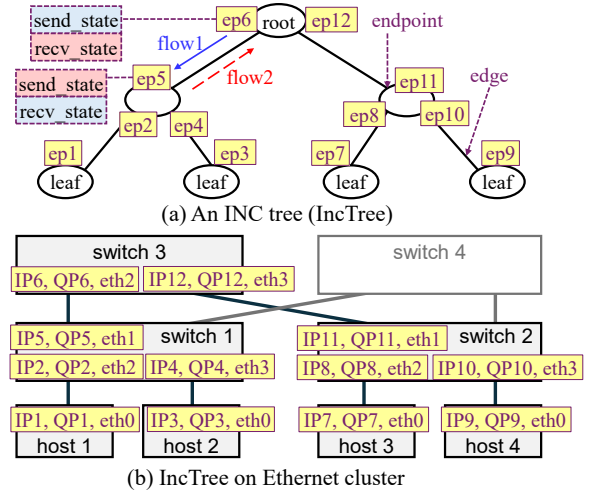 send_state
recv_state
ep6
root
ep12
flow1
flow2
endpoint
send_state
recv_state
ep5
ep11
edge
ep2
ep4
ep8
ep10
ep1
ep3
ep7
ep9
leaf
leaf
leaf
leaf
(a) An INC tree (IncTree)
switch 3
switch 4
IP6, QP6, eth2
IP12, QP12, eth3
IP5, QP5, eth1
switch 1
IP11, QP11, eth1
switch 2
IP2, QP2, eth2
IP4, QP4, eth3
IP8, QP8, eth2
IP10, QP10, eth3
IP1, QP1, eth0
IP3, QP3, eth0
IP7, QP7, eth0
IP9, QP9, eth0
host 1
host 2
host 3
host 4
(b) IncTree on Ethernet cluster